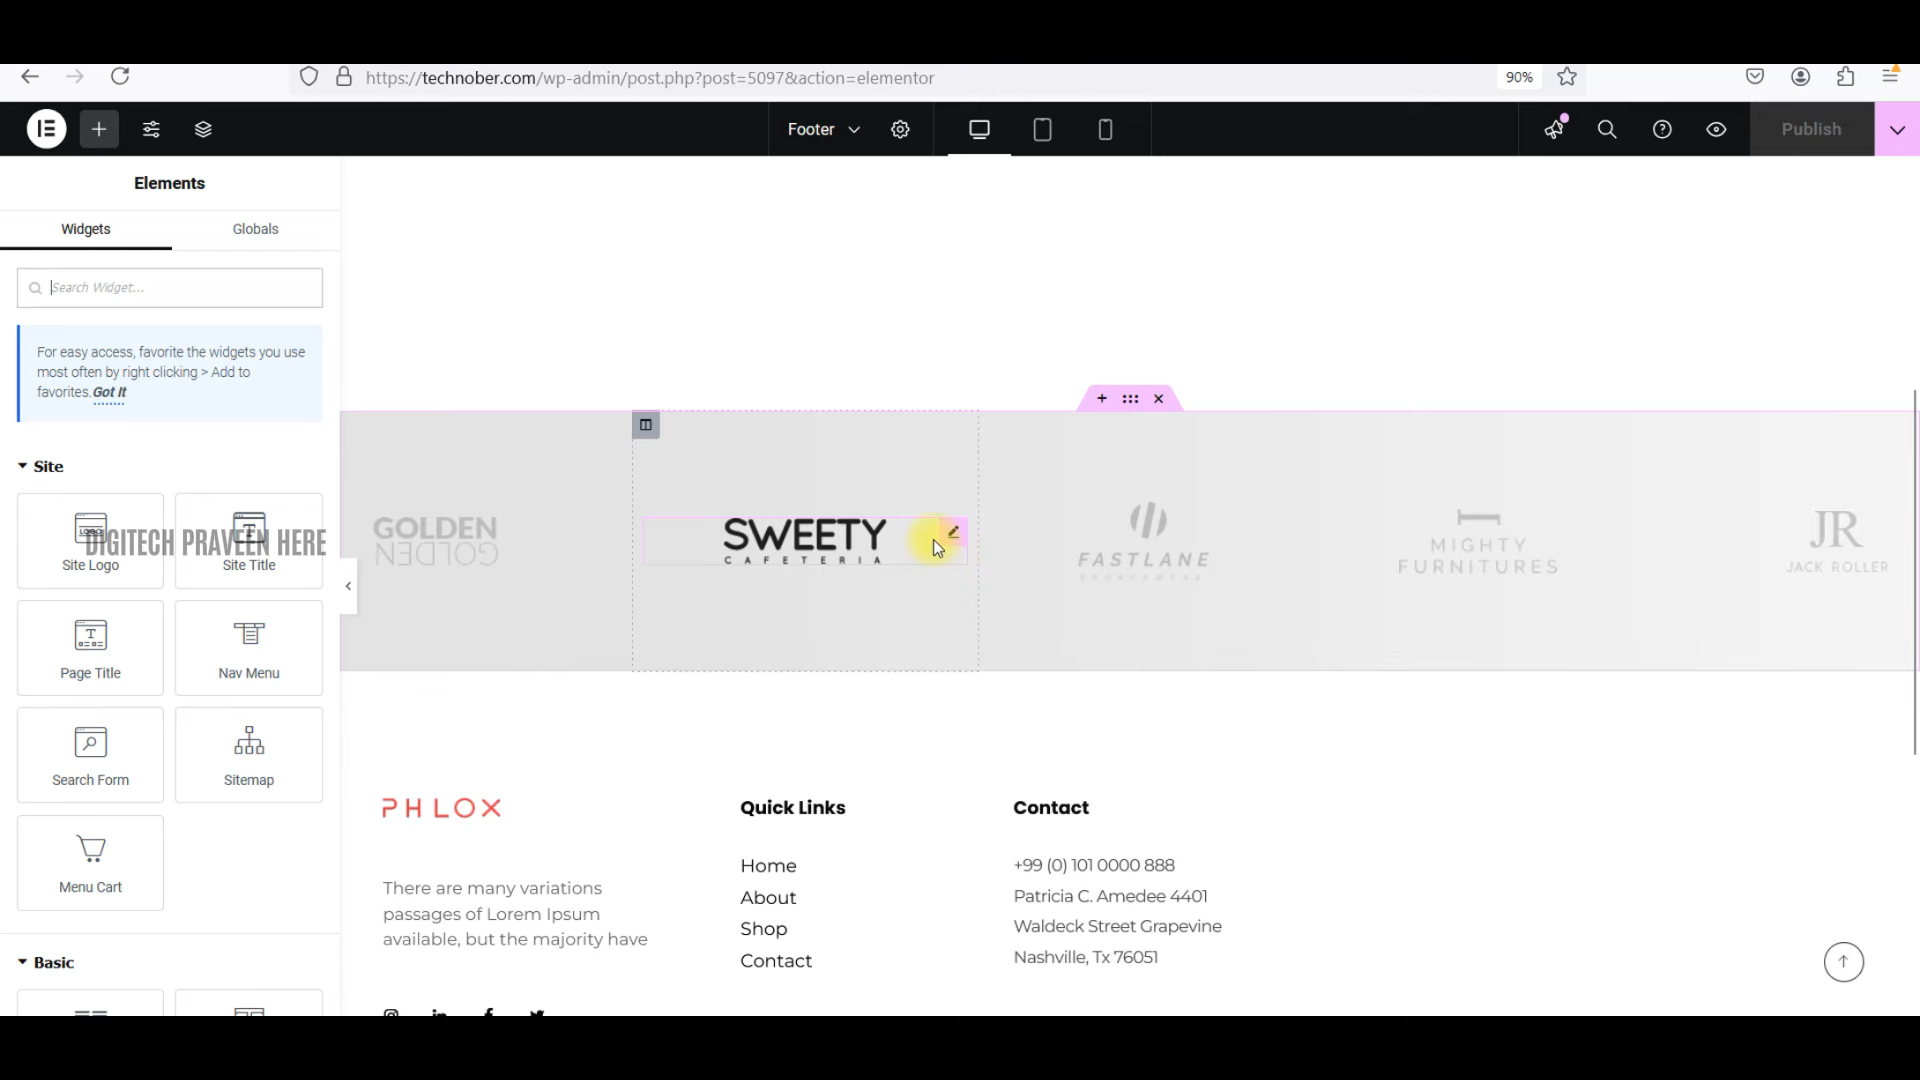 https://technober.com/wp-admin/post.php?post=5097&action=elementor
90%
Footer
Publish
Elements
Widgets
Globals
Search Widget...
For easy access, favorite the widgets you use
most often by right clicking > Add to
favorites. Got It
Site
LOGO
T
DIGITECH PRAVEEN HERE
Site Logo
Site Title
T
Page Title
Nav Menu
Search Form
Sitemap
Menu Cart
Basic
GOLDEN
GOLDEN
SWEETY
CAFETERIA
FASTLANE
SPORTSWEAR
MIGHTY
FURNITURES
JR
JACK ROLLER
PHLOX
There are many variations
passages of Lorem Ipsum
available, but the majority have
Quick Links
Home
About
Shop
Contact
Contact
+99 (0) 101 0000 888
Patricia C. Amedee 4401
Waldeck Street Grapevine
Nashville, Tx 76051